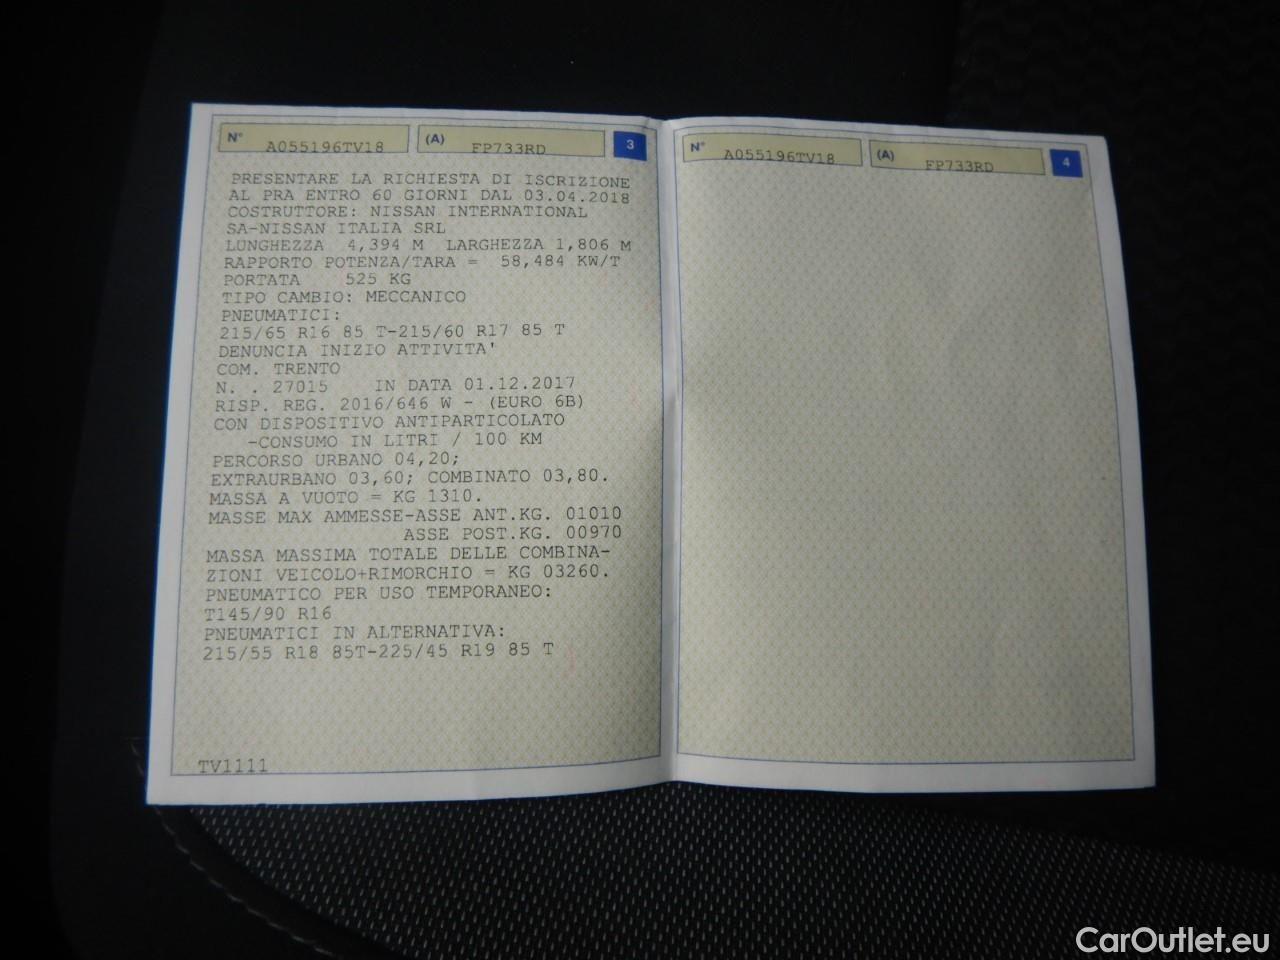 N° A055196TV18 (A) FP733RD 3
PRESENTARE LA RICHIESTA DI ISCRIZIONE
AL PRA ENTRO 60 GIORNI DAL 03.04.2018
COSTRUTTORE: NISSAN INTERNATIONAL
SA-NISSAN ITALIA SRL
LUNGHEZZA 4,394 M LARGHEZZA 1,806 M
RAPPORTO POTENZA/TARA = 58,484 KW/T
PORTATA 525 KG
TIPO CAMBIO: MECCANICO
PNEUMATICI:
215/65 R16 85 T-215/60 R17 85 T
DENUNCIA INIZIO ATTIVITA'
COM. TRENTO
N. . 27015 IN DATA 01.12.2017
RISP. REG. 2016/646 W - (EURO 6B)
CON DISPOSITIVO ANTIPARTICOLATO
-CONSUMO IN LITRI / 100 KM
PERCORSO URBANO 04,20;
EXTRAURBANO 03,60; COMBINATO 03,80.
MASSA A VUOTO = KG 1310.
MASSE MAX AMMESSE-ASSE ANT.KG. 01010
ASSE POST.KG. 00970
MASSA MASSIMA TOTALE DELLE COMBINA-
ZIONI VEICOLO+RIMORCHIO = KG 03260.
PNEUMATICO PER USO TEMPORANEO:
T145/90 R16
PNEUMATICI IN ALTERNATIVA:
215/55 R18 85T-225/45 R19 85 T
TV1111
N° A055196TV18 (A) FP733RD 4
CarOutlet.eu